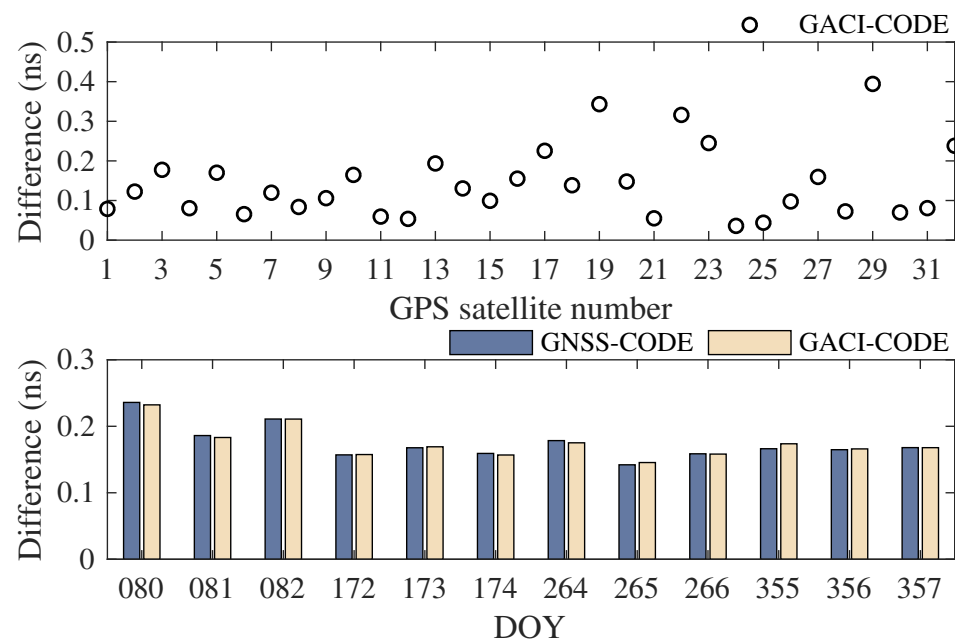 GACI-CODE
Difference (ns)
0.5
0.4
0.3
0.2
0.1
0
1 3 5 7 9 11 13 15 17 19 21 23 25 27 29 31
GPS satellite number
GNSS-CODE GACI-CODE
Difference (ns)
0.3
0.2
0.1
0
080 081 082 172 173 174 264 265 266 355 356 357
DOY